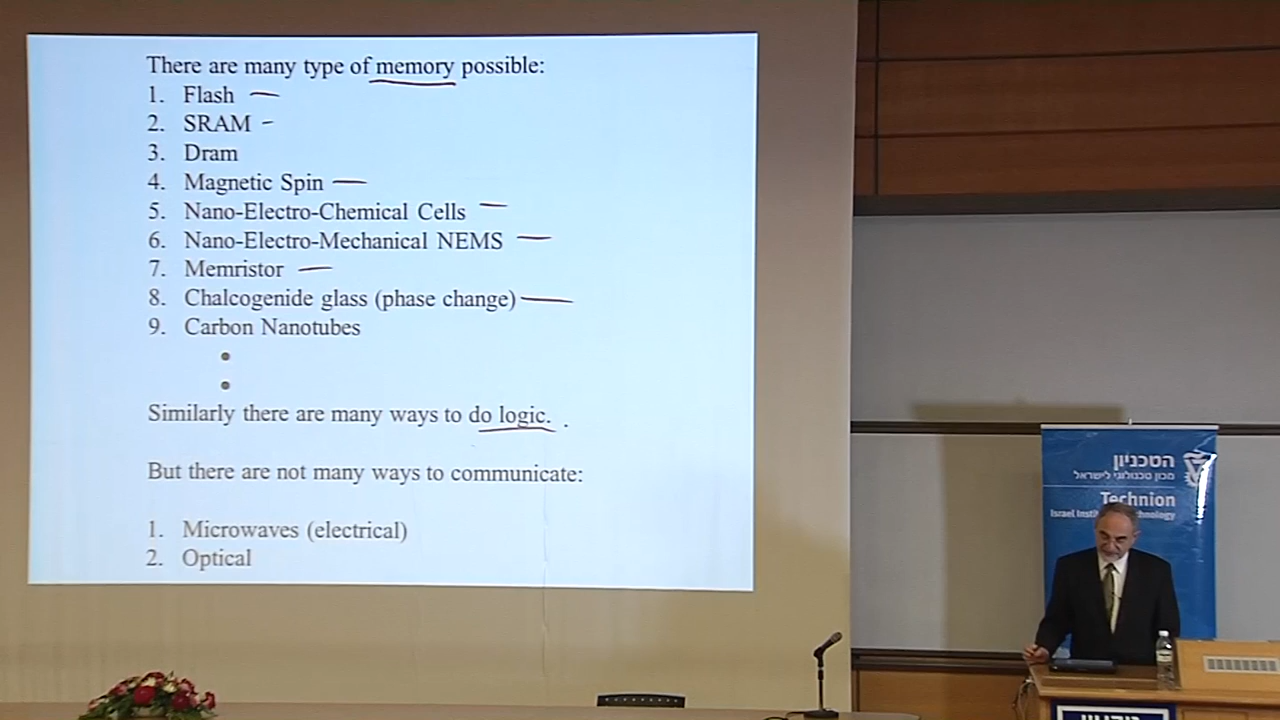 There are many type of memory possible:
1. Flash
2. SRAM
3. Dram
4. Magnetic Spin
5. Nano-Electro-Chemical Cells
6. Nano-Electro-Mechanical NEMS
7. Memristor
8. Chalcogenide glass (phase change)
9. Carbon Nanotubes
•
•
Similarly there are many ways to do logic.
But there are not many ways to communicate:
1. Microwaves (electrical)
2. Optical
הטכניון
מכון טכנולוגי לישראל
Technion
Israel